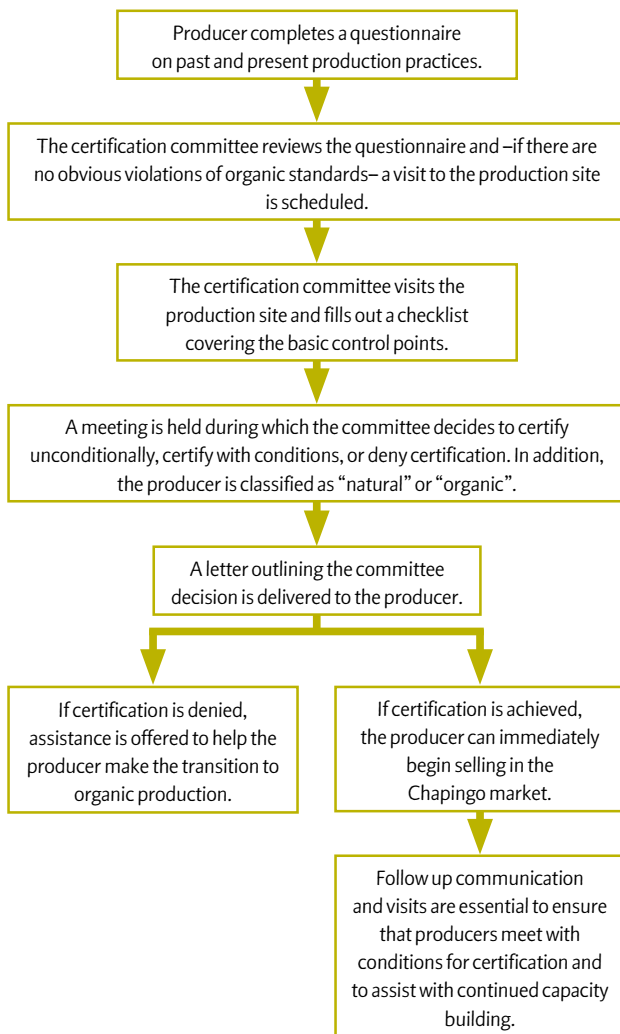 Producer completes a questionnaire
on past and present production practices.
The certification committee reviews the questionnaire and –if there are
no obvious violations of organic standards– a visit to the production site
is scheduled.
The certification committee visits the
production site and fills out a checklist
covering the basic control points.
A meeting is held during which the committee decides to certify
unconditionally, certify with conditions, or deny certification. In addition,
the producer is classified as “natural” or “organic”.
A letter outlining the committee
decision is delivered to the producer.
If certification is denied,
assistance is offered to help the
producer make the transition to
organic production.
If certification is achieved,
the producer can immediately
begin selling in the
Chapingo market.
Follow up communication
and visits are essential to ensure
that producers meet with
conditions for certification and
to assist with continued capacity
building.